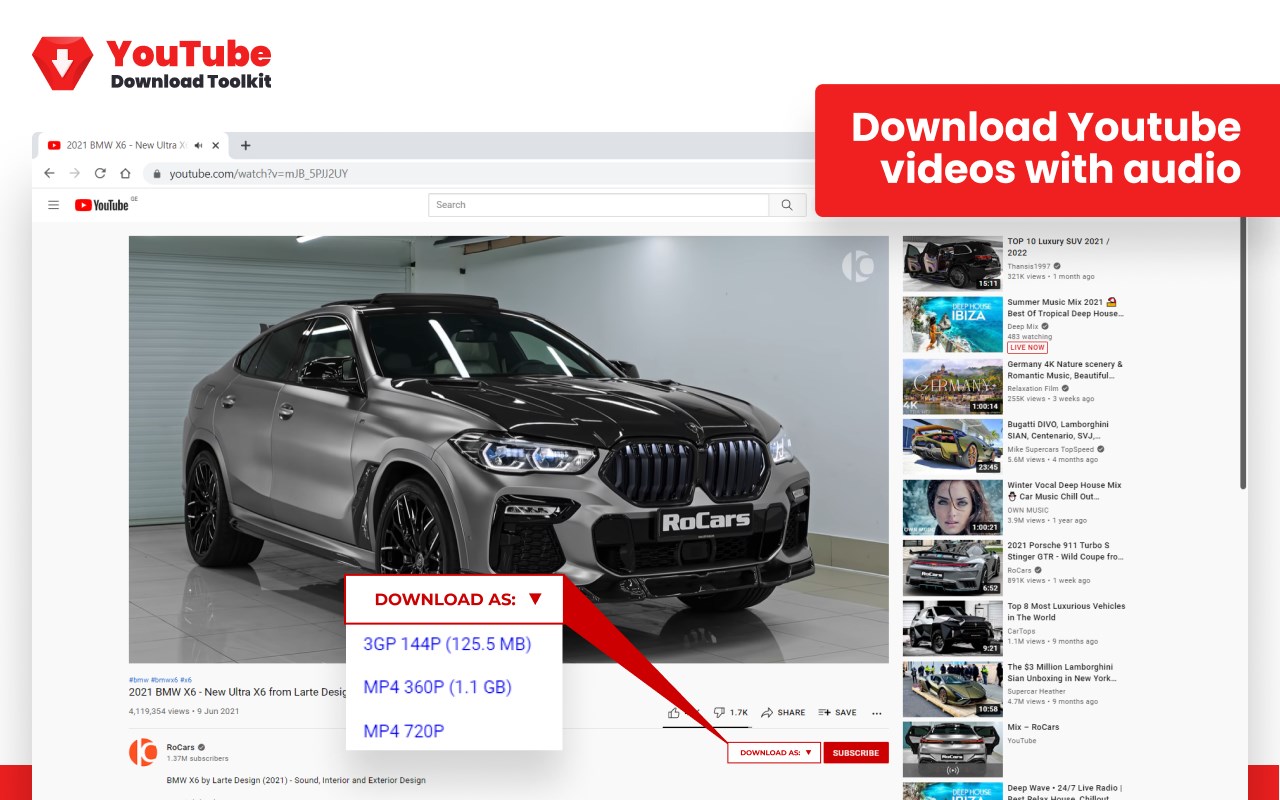 YouTube
Download Toolkit
Download Youtube
videos with audio
2021 BMW X6 - New Ultra X
youtube.com/watch?v=mJB_5PJJ2UY
YouTube GE
Search
#bmw #bmwx6 #x6
2021 BMW X6 - New Ultra X6 from Larte Desig
4,119,354 views • 9 Jun 2021
1.7K
SHARE
SAVE
RoCars
1.37M subscribers
DOWNLOAD AS: ▼
SUBSCRIBE
BMW X6 by Larte Design (2021) - Sound, Interior and Exterior Design
RoCars
DOWNLOAD AS: ▼
3GP 144P (125.5 MB)
MP4 360P (1.1 GB)
MP4 720P
15:11
TOP 10 Luxury SUV 2021 /
2022
Thansis1997
321K views • 1 month ago
DEEP HOUSE
IBIZA
Summer Music Mix 2021
Best Of Tropical Deep House...
Deep Mix
483 watching
LIVE NOW
GERMANY
4K
1:00:14
Germany 4K Nature scenery &
Romantic Music, Beautiful...
Relaxation Film
255K views • 3 weeks ago
23:45
Bugatti DIVO, Lamborghini
SIAN, Centenario, SVJ,...
Mike Supercars TopSpeed
5.6M views • 4 months ago
OWN MUSIC
1:00:21
Winter Vocal Deep House Mix
Car Music Chill Out...
OWN MUSIC
3.9M views • 1 year ago
RoCars
6:52
2021 Porsche 911 Turbo S
Stinger GTR - Wild Coupe fro...
RoCars
891K views • 1 week ago
9:21
Top 8 Most Luxurious Vehicles
in The World
CarTops
1.1M views • 9 months ago
10:58
The $3 Million Lamborghini
Sian Unboxing in New York...
Supercar Heather
4.7M views • 9 months ago
RoCars
Mix – RoCars
YouTube
DEEP HOUSE
Deep Wave • 24/7 Live Radio |
Best Relax House, Chillout,